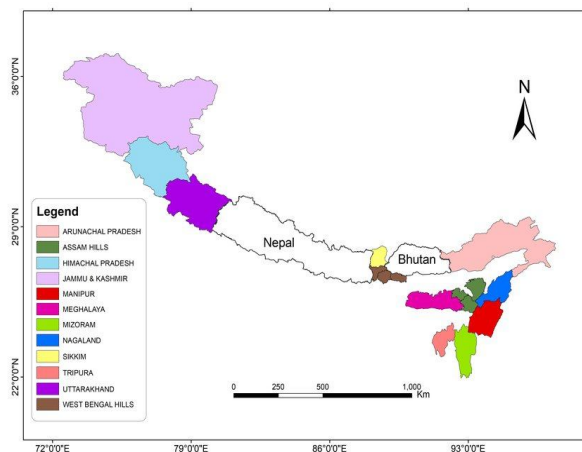 36°0'0"N
29°0'0"N
22°0'0"N
N
Nepal
Bhutan
Legend
ARUNACHAL PRADESH
ASSAM HILLS
HIMACHAL PRADESH
JAMMU & KASHMIR
MANIPUR
MEGHALAYA
MIZORAM
NAGALAND
SIKKIM
TRIPURA
UTTARAKHAND
WEST BENGAL HILLS
0 250 500 1,000
Km
72°0'0"E 79°0'0"E 86°0'0"E 93°0'0"E